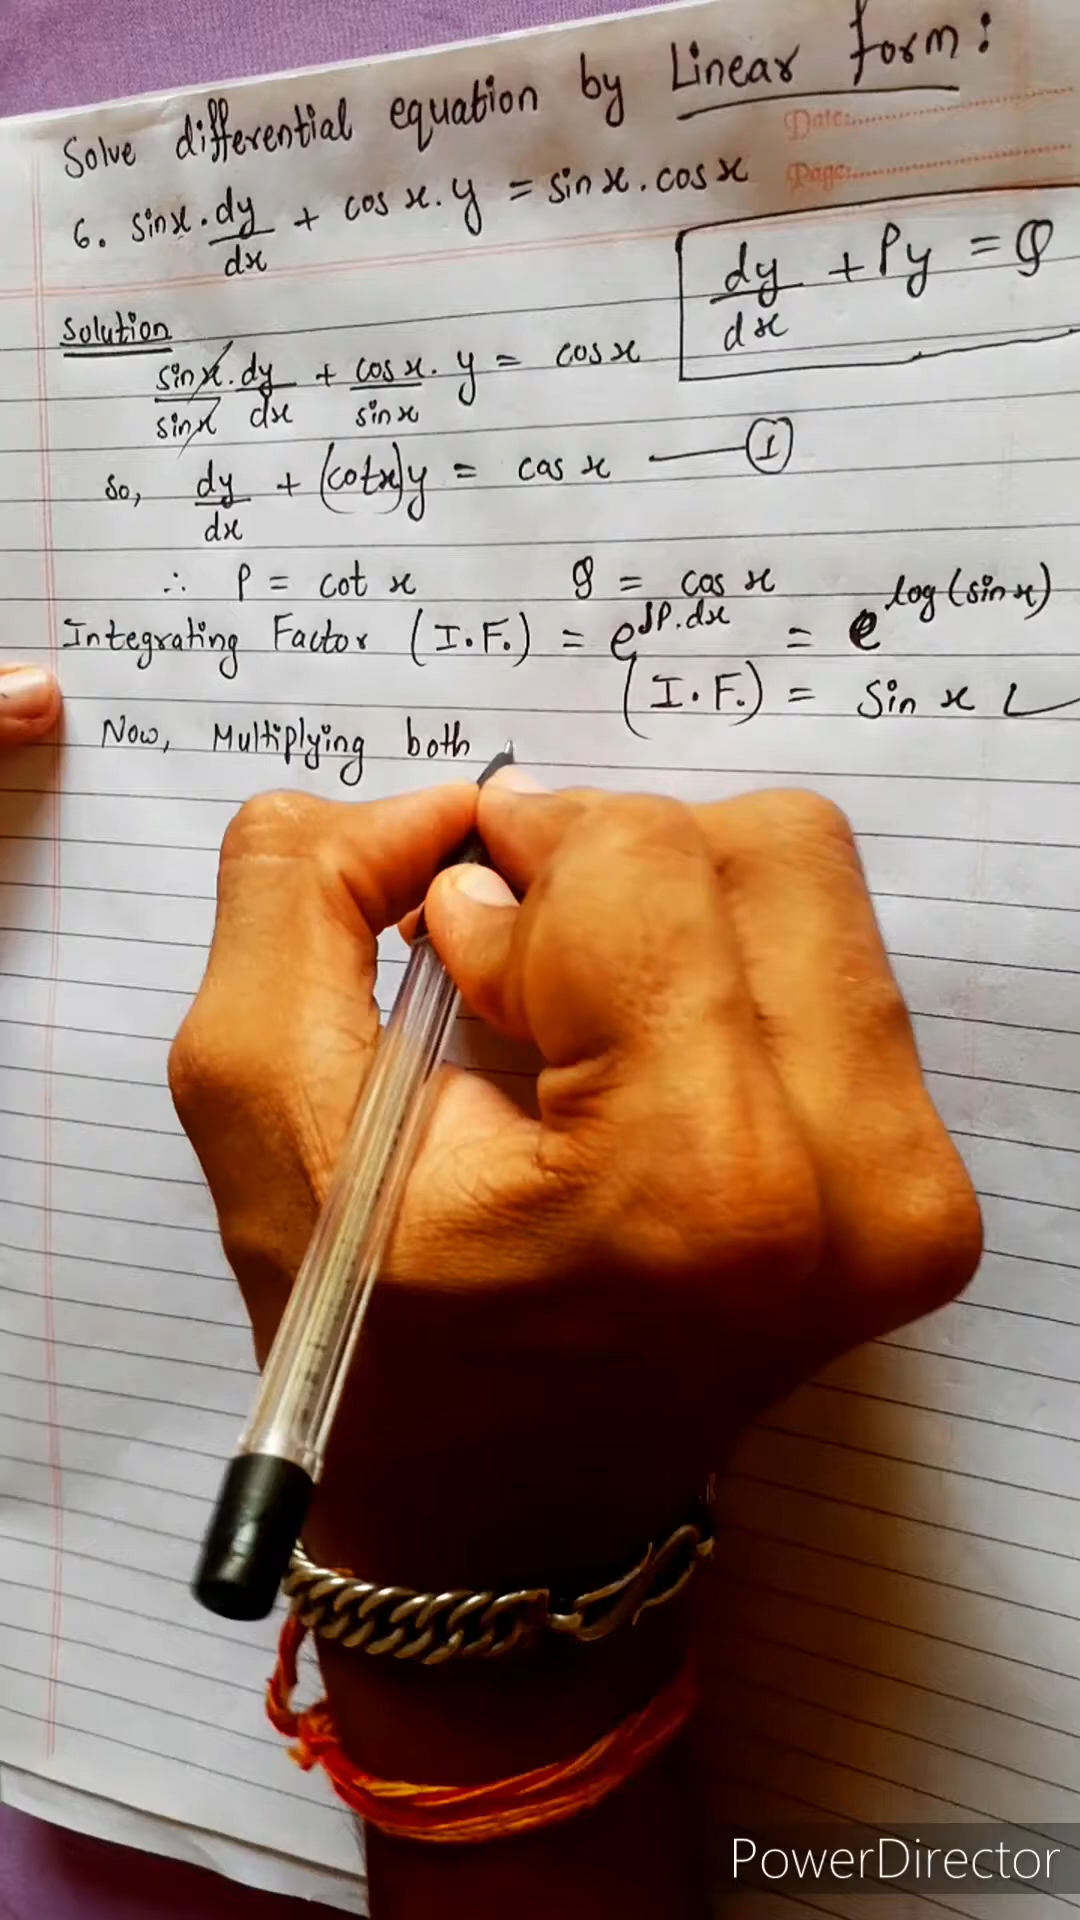 Solve differential equation by Linear form:
Date:
6. sinx.dy/dx + cos x.y = sin x.cos x
Page:
dy/dx + Py = Q
Solution
sinx.dy/sinx dx + cos x/sin x . y = cos x
So, dy/dx + (cotx)y = cos x — I
∴ P = cot x Q = cos x
Integrating Factor (I.F.) = e^∫P.dx = e^log(sin x)
(I.F.) = Sin x
Now, Multiplying both
PowerDirector